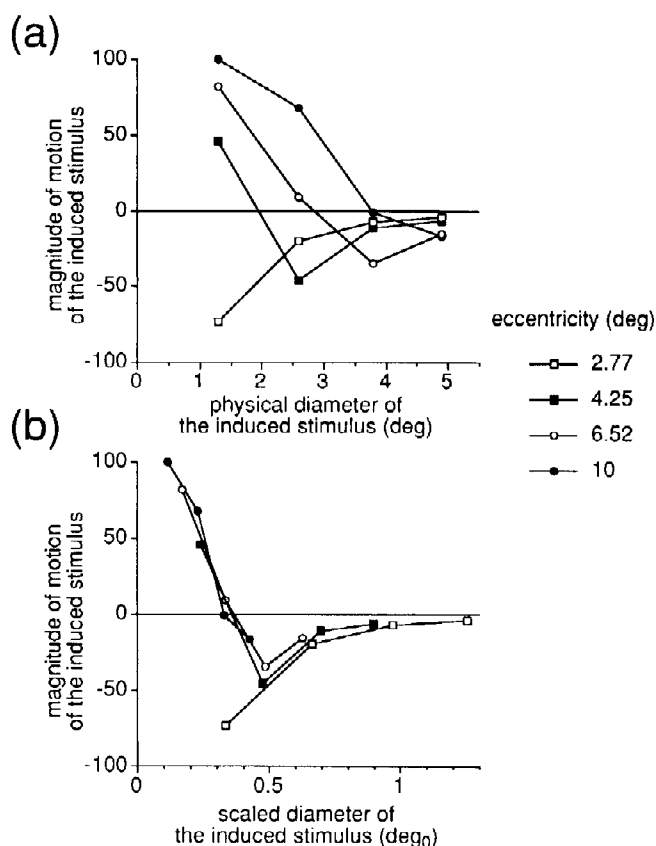 (a)
100
50
0
-50
-100
magnitude of motion
of the induced stimulus
0 1 2 3 4 5
physical diameter of
the induced stimulus (deg)
eccentricity (deg)
2.77
4.25
6.52
10
(b)
100
50
0
-50
-100
magnitude of motion
of the induced stimulus
0 0.5 1
scaled diameter of
the induced stimulus (deg0)